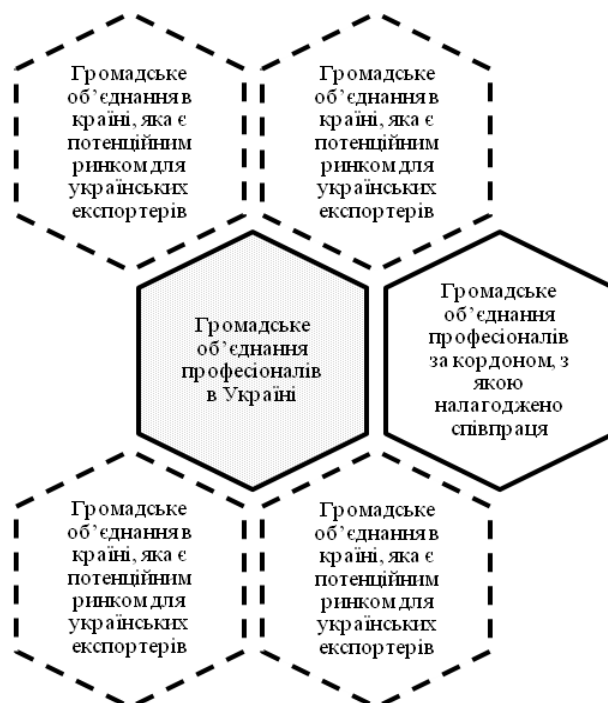 Громадське
об’єднання в
країні, яка є
потенційним
ринком для
українських
експортерів
Громадське
об’єднання в
країні, яка є
потенційним
ринком для
українських
експортерів
Громадське
об’єднання
професіоналів
в Україні
Громадське
об’єднання
професіоналів
за кордоном, з
якою
налагоджено
співпраця
Громадське
об’єднання в
країні, яка є
потенційним
ринком для
українських
експортерів
Громадське
об’єднання в
країні, яка є
потенційним
ринком для
українських
експортерів